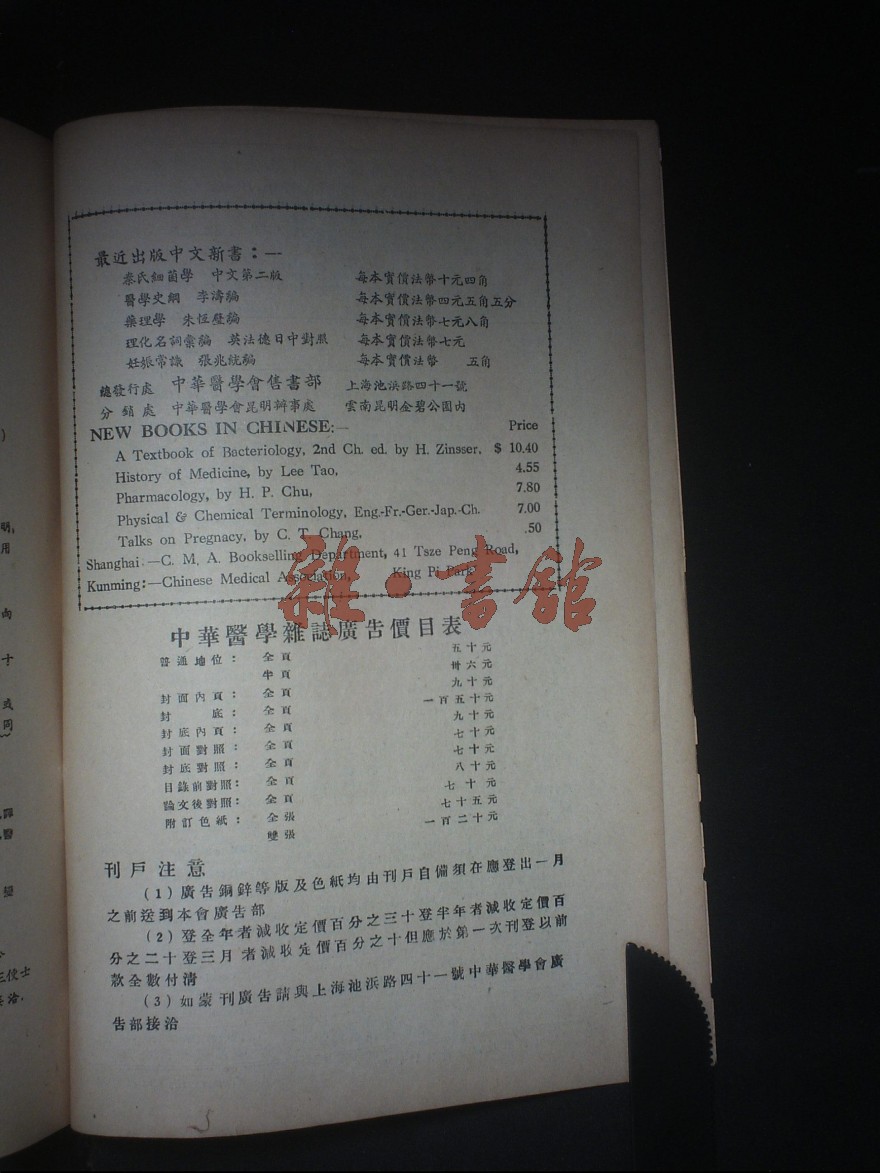 最近出版中文新書：—
秦氏細菌學 中文第二版 每本實價法幣十元四角
醫學史綱 李濤編 每本實價法幣四元五角五分
藥理學 朱恆璧編 每本實價法幣七元八角
理化名詞彙編 英法德日中對照 每本實價法幣七元
妊娠常識 張兆統編 每本實價法幣 五角
總發行處 中華醫學會售書部 上海池浜路四十一號
分銷處 中華醫學會昆明辦事處 雲南昆明金碧公園內
NEW BOOKS IN CHINESE:— Price
A Textbook of Bacteriology, 2nd Ch. ed. by H. Zinsser, $ 10.40
History of Medicine, by Lee Tao, 4.55
Pharmacology, by H. P. Chu, 7.80
Physical & Chemical Terminology, Eng.-Fr.-Ger.-Jap.-Ch. 7.00
Talks on Pregnacy, by C. T. Chang, .50
Shanghai:—C. M. A. Bookselling Department, 41 Tsze Peng Road,
Kunming:—Chinese Medical Association, King Pi Park
雜·書館
中華醫學雜誌廣告價目表
普通地位： 全頁 五十元
半頁 卅六元
封面內頁： 全頁 九十元
封底： 全頁 一百五十元
封底內頁： 全頁 九十元
封面對照： 全頁 七十元
封底對照： 全頁 七十元
目錄前對照： 全頁 八十元
論文後對照： 全頁 七十元
附訂色紙： 全張 七十五元
雙張 一百二十元
刊戶注意
（1）廣告銅鋅等版及色紙均由刊戶自備須在應登出一月
之前送到本會廣告部
（2）登全年者減收定價百分之三十登半年者減收定價百
分之二十登三月者減收定價百分之十但應於第一次刊登以前
款全數付清
（3）如蒙刊廣告請與上海池浜路四十一號中華醫學會廣
告部接洽